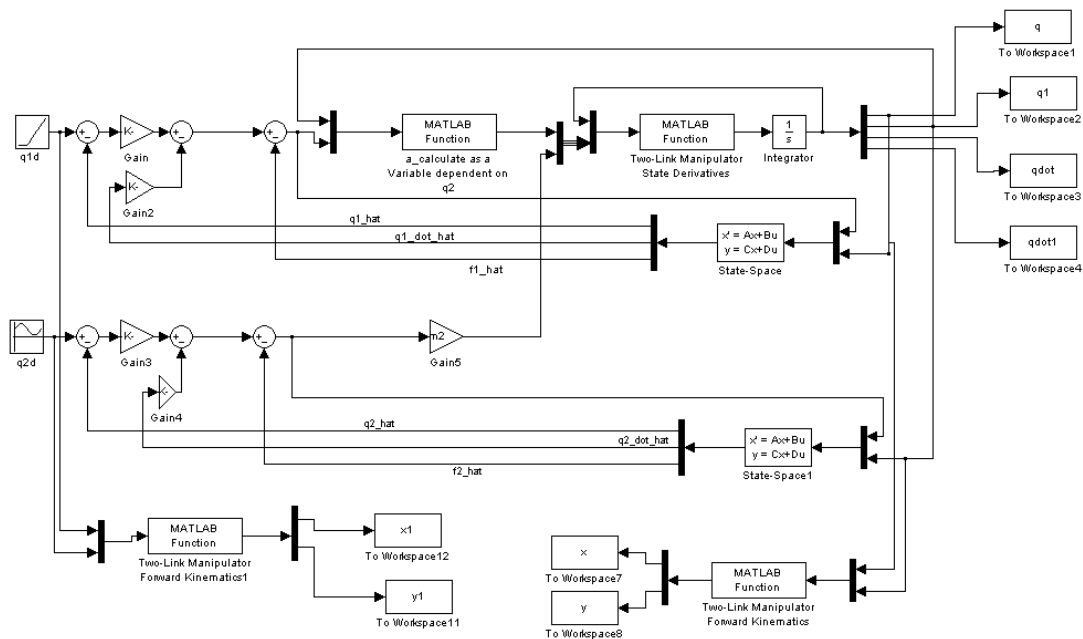 q
To Workspace1
q1
To Workspace2
qdot
To Workspace3
qdot1
To Workspace4
q1d
K-
Gain
K-
Gain2
MATLAB
Function
a_calculate as a
Variable dependent on
q2
MATLAB
Function
Two-Link Manipulator
State Derivatives
1
s
Integrator
q1_hat
q1_dot_hat
f1_hat
x' = Ax+Bu
y = Cx+Du
State-Space
q2d
K-
Gain3
K-
Gain4
m2
Gain5
q2_hat
q2_dot_hat
f2_hat
x' = Ax+Bu
y = Cx+Du
State-Space1
MATLAB
Function
Two-Link Manipulator
Forward Kinematics1
x1
To Workspace12
y1
To Workspace11
x
To Workspace7
y
To Workspace8
MATLAB
Function
Two-Link Manipulator
Forward Kinematics